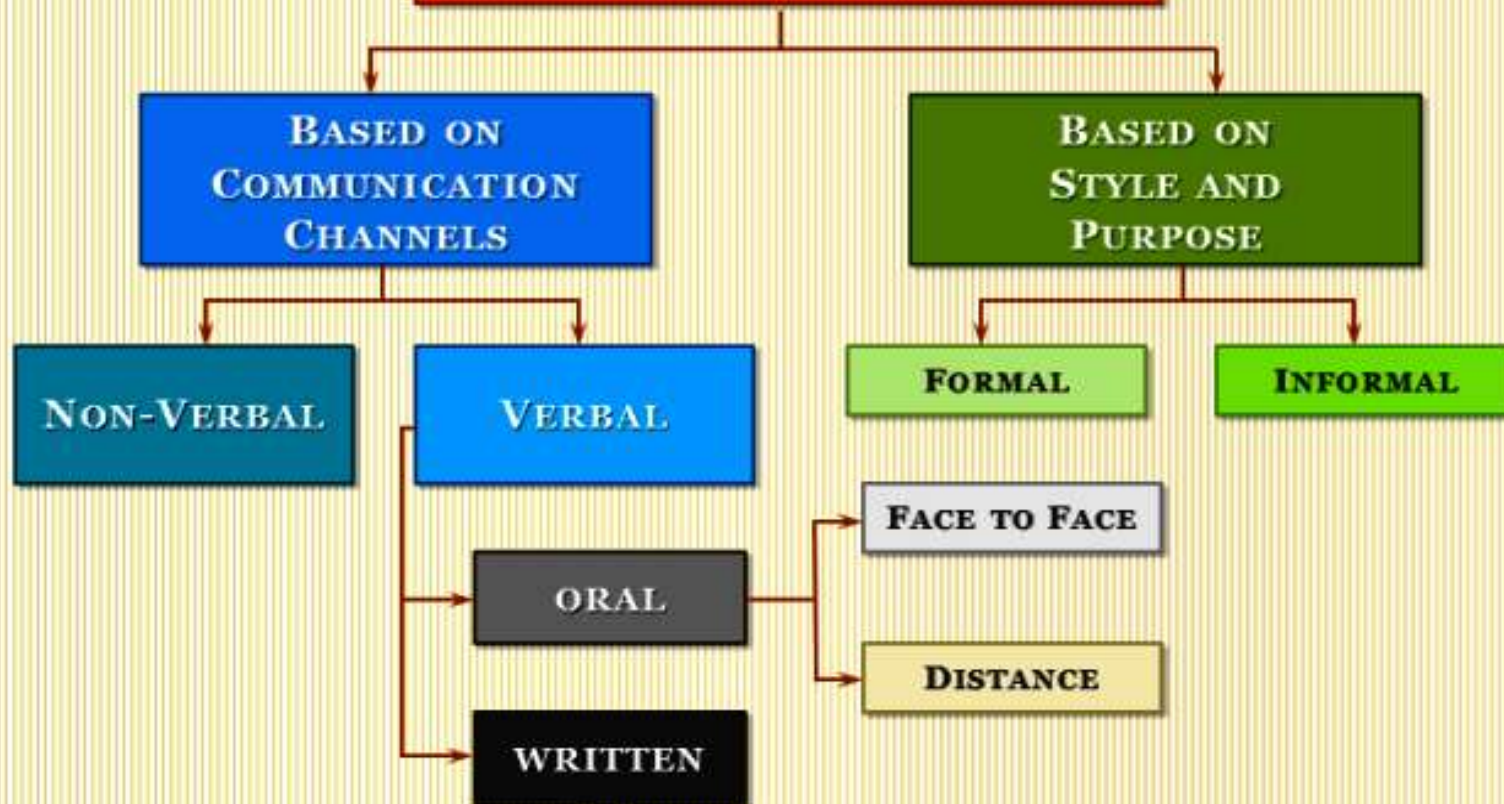 BASED ON
COMMUNICATION
CHANNELS
BASED ON
STYLE AND
PURPOSE
NON-VERBAL
VERBAL
FORMAL
INFORMAL
FACE TO FACE
ORAL
DISTANCE
WRITTEN